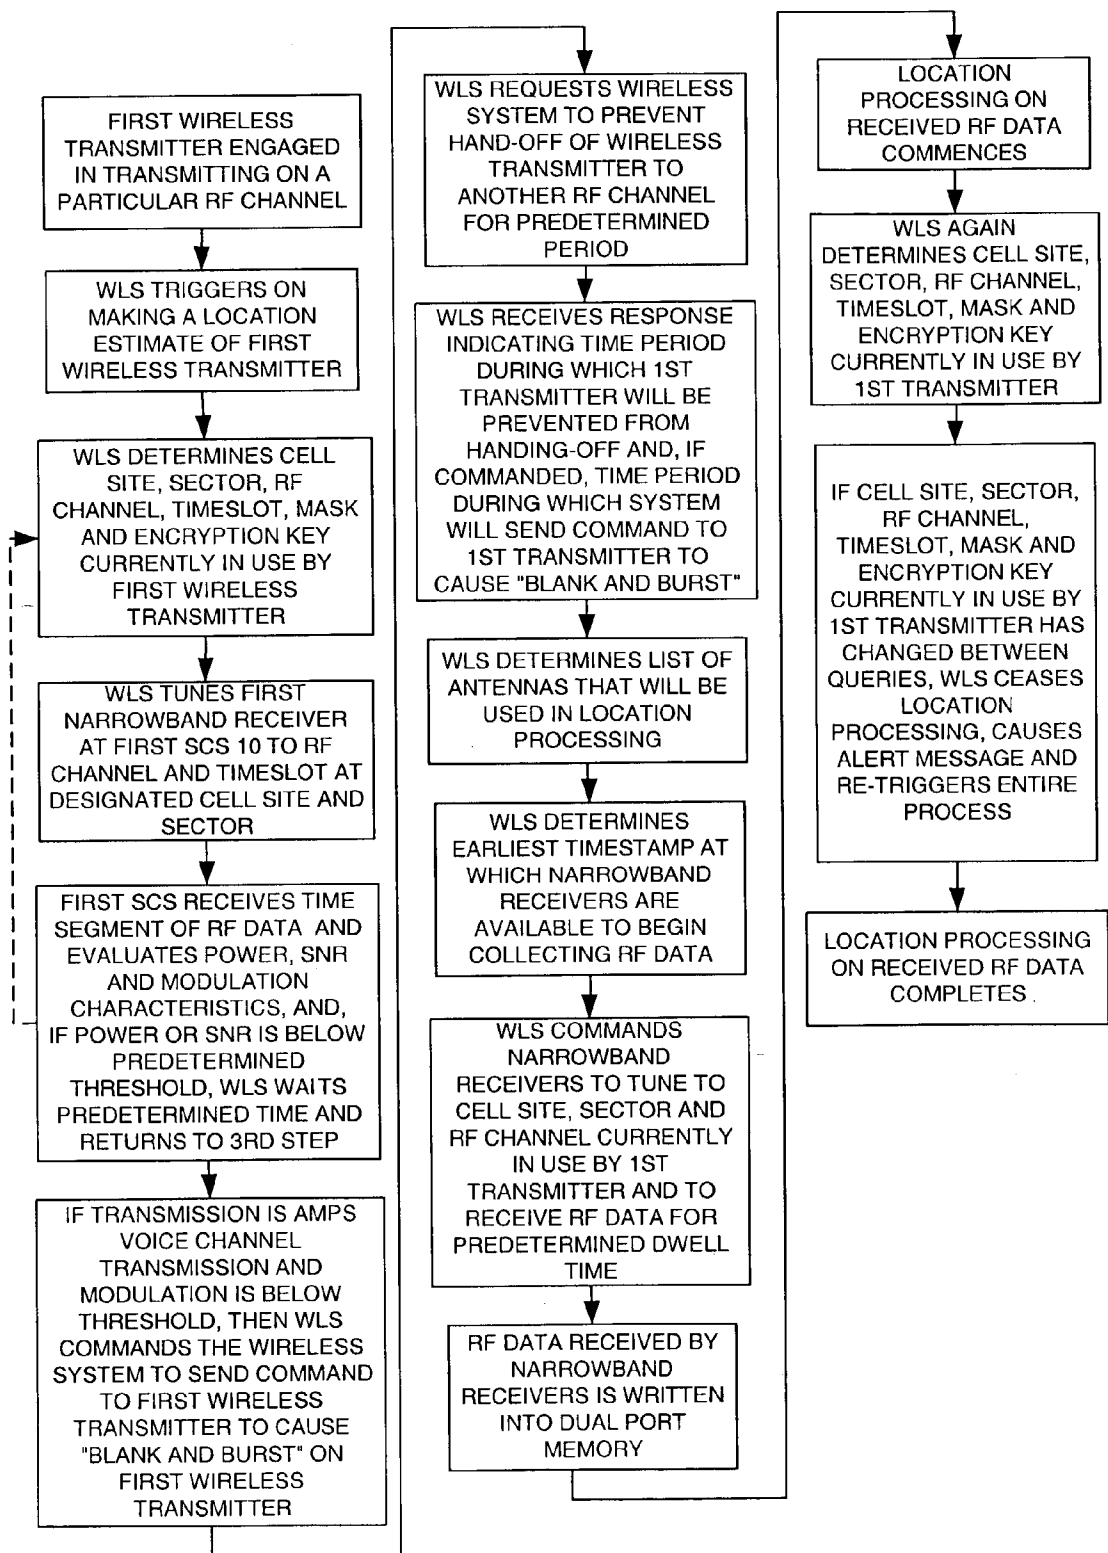 FIRST WIRELESS
TRANSMITTER ENGAGED
IN TRANSMITTING ON A
PARTICULAR RF CHANNEL
WLS TRIGGERS ON
MAKING A LOCATION
ESTIMATE OF FIRST
WIRELESS TRANSMITTER
WLS DETERMINES CELL
SITE, SECTOR, RF
CHANNEL, TIMESLOT, MASK
AND ENCRYPTION KEY
CURRENTLY IN USE BY
FIRST WIRELESS
TRANSMITTER
WLS TUNES FIRST
NARROWBAND RECEIVER
AT FIRST SCS 10 TO RF
CHANNEL AND TIMESLOT AT
DESIGNATED CELL SITE AND
SECTOR
FIRST SCS RECEIVES TIME
SEGMENT OF RF DATA AND
EVALUATES POWER, SNR
AND MODULATION
CHARACTERISTICS, AND,
IF POWER OR SNR IS BELOW
PREDETERMINED
THRESHOLD, WLS WAITS
PREDETERMINED TIME AND
RETURNS TO 3RD STEP
IF TRANSMISSION IS AMPS
VOICE CHANNEL
TRANSMISSION AND
MODULATION IS BELOW
THRESHOLD, THEN WLS
COMMANDS THE WIRELESS
SYSTEM TO SEND COMMAND
TO FIRST WIRELESS
TRANSMITTER TO CAUSE
"BLANK AND BURST" ON
FIRST WIRELESS
TRANSMITTER
WLS REQUESTS WIRELESS
SYSTEM TO PREVENT
HAND-OFF OF WIRELESS
TRANSMITTER TO
ANOTHER RF CHANNEL
FOR PREDETERMINED
PERIOD
WLS RECEIVES RESPONSE
INDICATING TIME PERIOD
DURING WHICH 1ST
TRANSMITTER WILL BE
PREVENTED FROM
HANDING-OFF AND, IF
COMMANDED, TIME PERIOD
DURING WHICH SYSTEM
WILL SEND COMMAND TO
1ST TRANSMITTER TO
CAUSE "BLANK AND BURST"
WLS DETERMINES LIST OF
ANTENNAS THAT WILL BE
USED IN LOCATION
PROCESSING
WLS DETERMINES
EARLIEST TIMESTAMP AT
WHICH NARROWBAND
RECEIVERS ARE
AVAILABLE TO BEGIN
COLLECTING RF DATA
WLS COMMANDS
NARROWBAND
RECEIVERS TO TUNE TO
CELL SITE, SECTOR AND
RF CHANNEL CURRENTLY
IN USE BY 1ST
TRANSMITTER AND TO
RECEIVE RF DATA FOR
PREDETERMINED DWELL
TIME
RF DATA RECEIVED BY
NARROWBAND
RECEIVERS IS WRITTEN
INTO DUAL PORT
MEMORY
LOCATION
PROCESSING ON
RECEIVED RF DATA
COMMENCES
WLS AGAIN
DETERMINES CELL SITE,
SECTOR, RF CHANNEL,
TIMESLOT, MASK AND
ENCRYPTION KEY
CURRENTLY IN USE BY
1ST TRANSMITTER
IF CELL SITE, SECTOR,
RF CHANNEL,
TIMESLOT, MASK AND
ENCRYPTION KEY
CURRENTLY IN USE BY
1ST TRANSMITTER HAS
CHANGED BETWEEN
QUERIES, WLS CEASES
LOCATION
PROCESSING, CAUSES
ALERT MESSAGE AND
RE-TRIGGERS ENTIRE
PROCESS
LOCATION PROCESSING
ON RECEIVED RF DATA
COMPLETES.